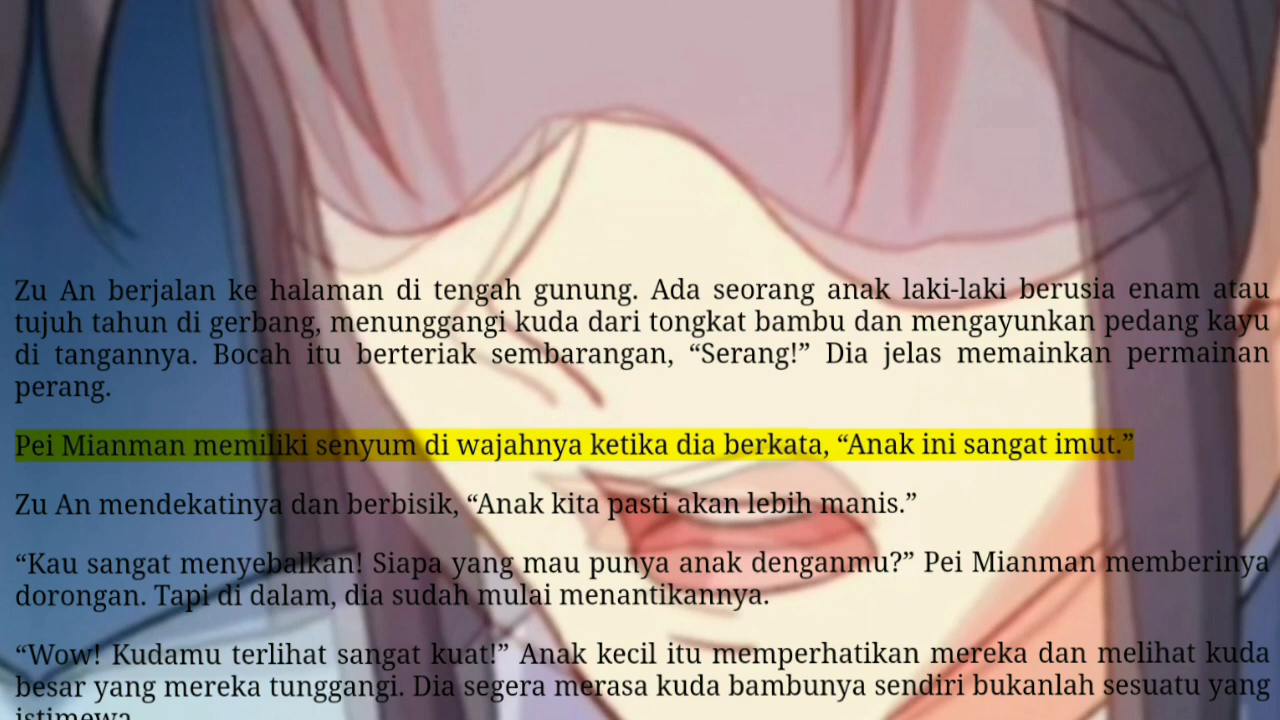 Zu An berjalan ke halaman di tengah gunung. Ada seorang anak laki-laki berusia enam atau
tujuh tahun di gerbang, menunggangi kuda dari tongkat bambu dan mengayunkan pedang kayu
di tangannya. Bocah itu berteriak sembarangan, “Serang!” Dia jelas memainkan permainan
perang.
Pei Mianman memiliki senyum di wajahnya ketika dia berkata, “Anak ini sangat imut.”
Zu An mendekatinya dan berbisik, “Anak kita pasti akan lebih manis.”
“Kau sangat menyebalkan! Siapa yang mau punya anak denganmu?” Pei Mianman memberinya
dorongan. Tapi di dalam, dia sudah mulai menantikannya.
“Wow! Kudamu terlihat sangat kuat!” Anak kecil itu memperhatikan mereka dan melihat kuda
besar yang mereka tunggangi. Dia segera merasa kuda bambunya sendiri bukanlah sesuatu yang
istimewa.